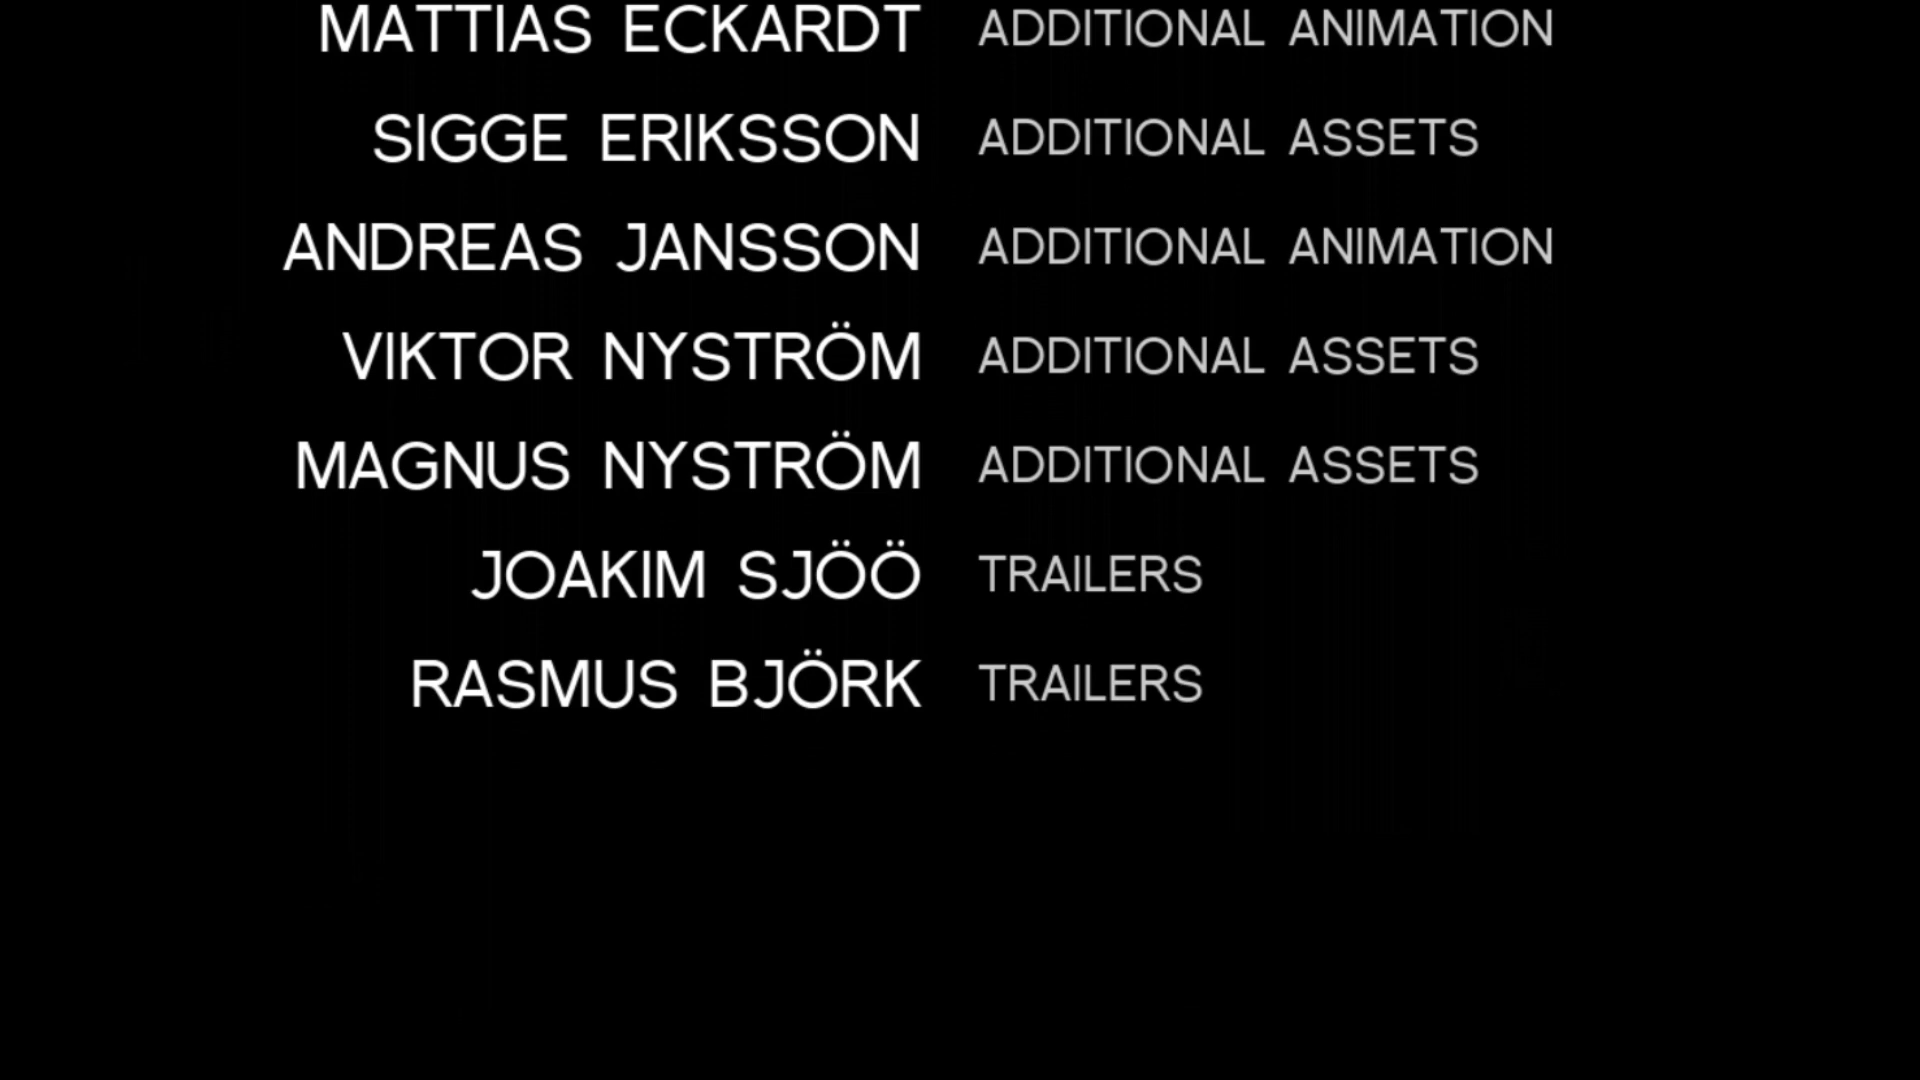 MATTIAS ECKARDT ADDITIONAL ANIMATION
SIGGE ERIKSSON ADDITIONAL ASSETS
ANDREAS JANSSON ADDITIONAL ANIMATION
VIKTOR NYSTRÖM ADDITIONAL ASSETS
MAGNUS NYSTRÖM ADDITIONAL ASSETS
JOAKIM SJÖÖ TRAILERS
RASMUS BJÖRK TRAILERS